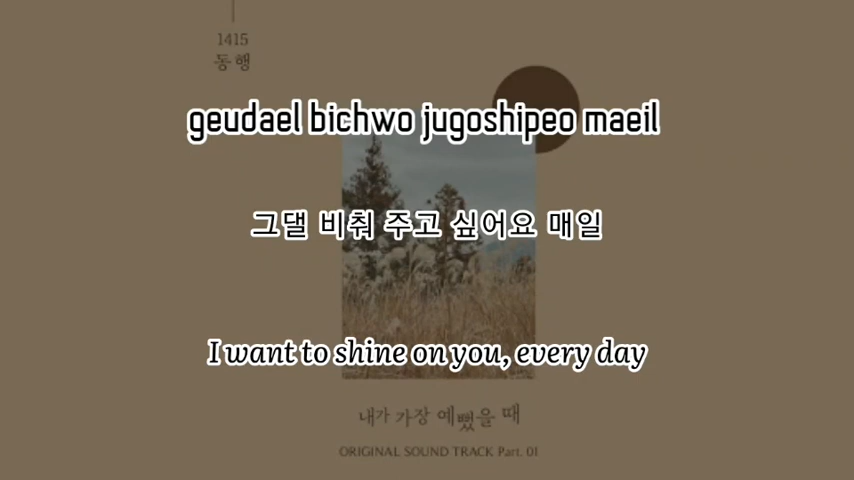 1415
동행
geudael bichwo jugoshipeo maeil
그댈 비춰 주고 싶어요 매일
I want to shine on you, every day
내가 가장 예뻤을 때
ORIGINAL SOUND TRACK Part. 01